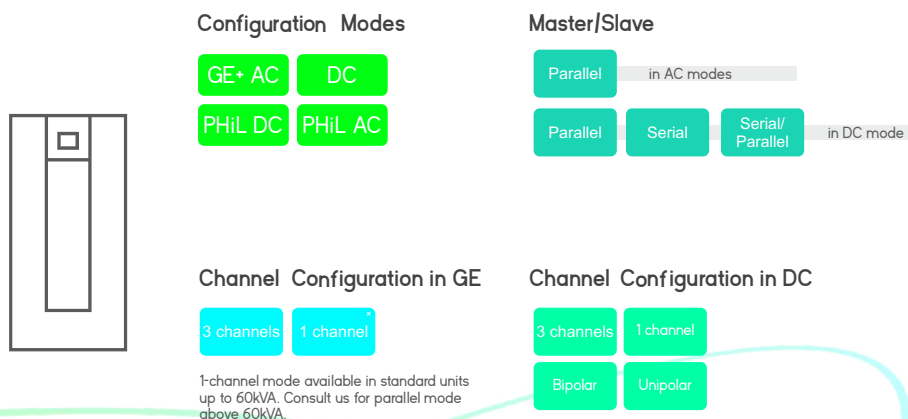 Configuration Modes
GE+ AC
DC
PHiL DC
PHiL AC
Master/Slave
Parallel
in AC modes
Parallel
Serial
Serial/
Parallel
in DC mode
Channel Configuration in GE
3 channels
1 channel
x
1-channel mode available in standard units
up to 60kVA. Consult us for parallel mode
above 60kVA.
Channel Configuration in DC
3 channels
1 channel
Bipolar
Unipolar